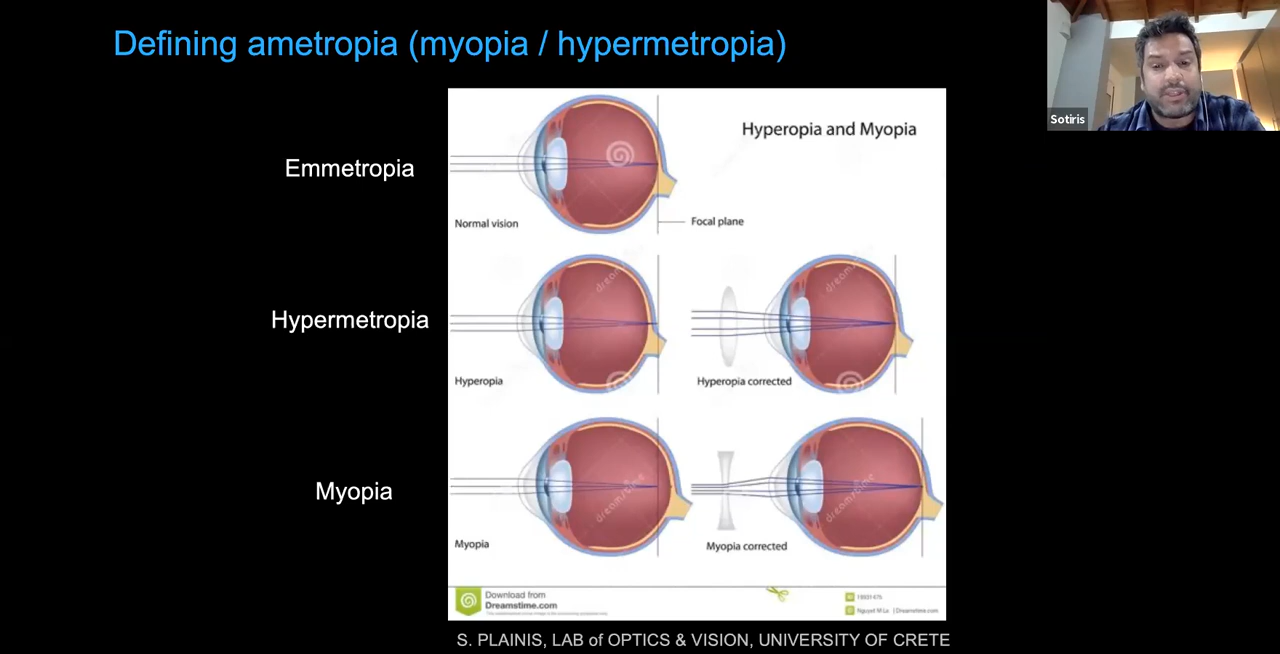 Defining ametropia (myopia / hypermetropia)
Sotiris
Hyperopia and Myopia
Emmetropia
Normal vision
Focal plane
Hypermetropia
Hyperopia
Hyperopia corrected
Myopia
Myopia
Myopia corrected
Download from
Dreamstime.com
S. PLAINIS, LAB of OPTICS & VISION, UNIVERSITY OF CRETE